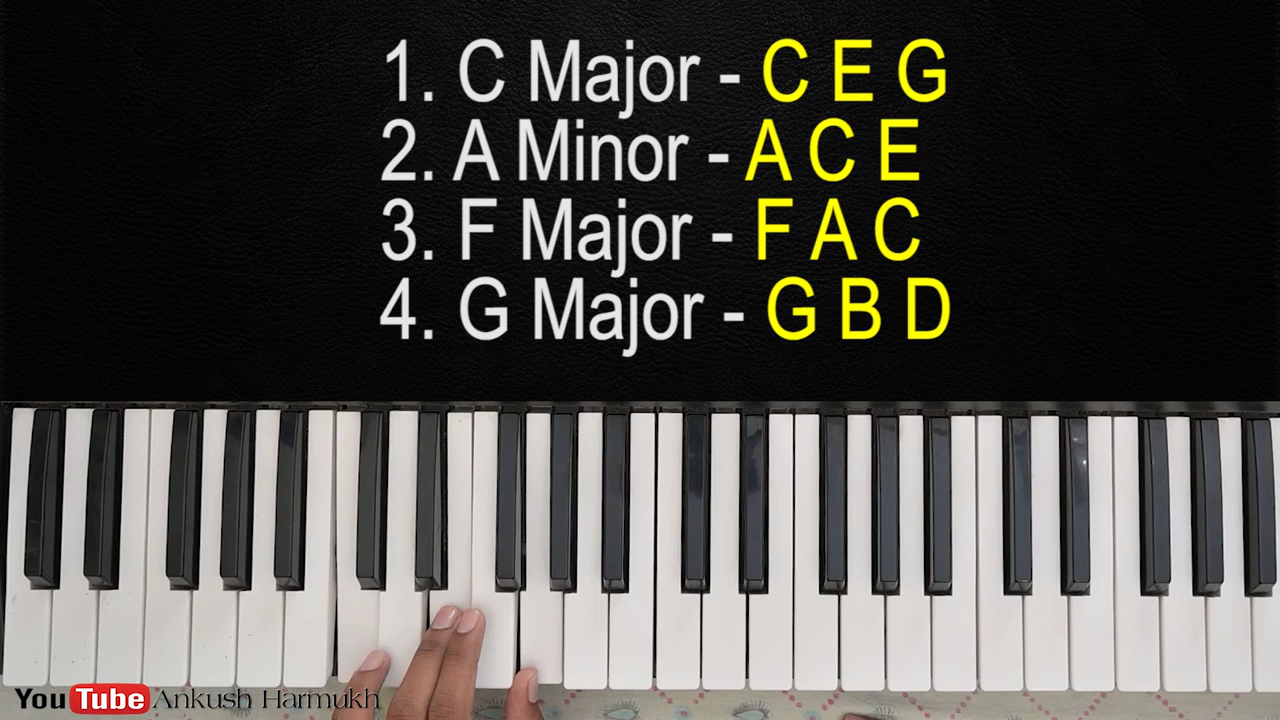 1. C Major - C E G
2. A Minor - A C E
3. F Major - F A C
4. G Major - G B D
YouTube Ankush Harmukh